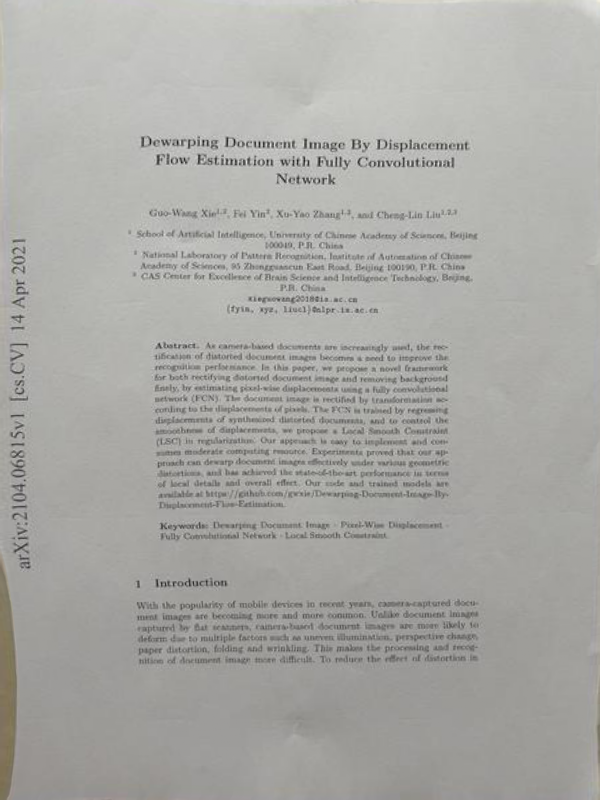 Dewarping Document Image By Displacement
Flow Estimation with Fully Convolutional
Network
Guo-Wang Xie1,2, Fei Yin2, Xu-Yao Zhang1,2, and Cheng-Lin Liu1,2,3
1 School of Artificial Intelligence, University of Chinese Academy of Sciences, Beijing
100049, P.R. China
2 National Laboratory of Pattern Recognition, Institute of Automation of Chinese
Academy of Sciences, 95 Zhongguancun East Road, Beijing 100190, P.R. China
3 CAS Center for Excellence of Brain Science and Intelligence Technology, Beijing,
P.R. China
xieguowang2018@ia.ac.cn
{fyin, xyz, liucl}@nlpr.ia.ac.cn
arXiv:2104.06815v1 [cs.CV] 14 Apr 2021
Abstract. As camera-based documents are increasingly used, the rec-
tification of distorted document images becomes a need to improve the
recognition performance. In this paper, we propose a novel framework
for both rectifying distorted document image and removing background
finely, by estimating pixel-wise displacements using a fully convolutional
network (FCN). The document image is rectified by transformation ac-
cording to the displacements of pixels. The FCN is trained by regressing
displacements of synthesized distorted documents, and to control the
smoothness of displacements, we propose a Local Smooth Constraint
(LSC) in regularization. Our approach is easy to implement and con-
sumes moderate computing resource. Experiments proved that our ap-
proach can dewarp document images effectively under various geometric
distortions, and has achieved the state-of-the-art performance in terms
of local details and overall effect. Our code and trained models are
available at https://github.com/gwxie/Dewarping-Document-Image-By-
Displacement-Flow-Estimation.
Keywords: Dewarping Document Image · Pixel-Wise Displacement ·
Fully Convolutional Network · Local Smooth Constraint.
1 Introduction
With the popularity of mobile devices in recent years, camera-captured docu-
ment images are becoming more and more common. Unlike document images
captured by flat scanners, camera-based document images are more likely to
deform due to multiple factors such as uneven illumination, perspective change,
paper distortion, folding and wrinkling. This makes the processing and recog-
nition of document image more difficult. To reduce the effect of distortion in